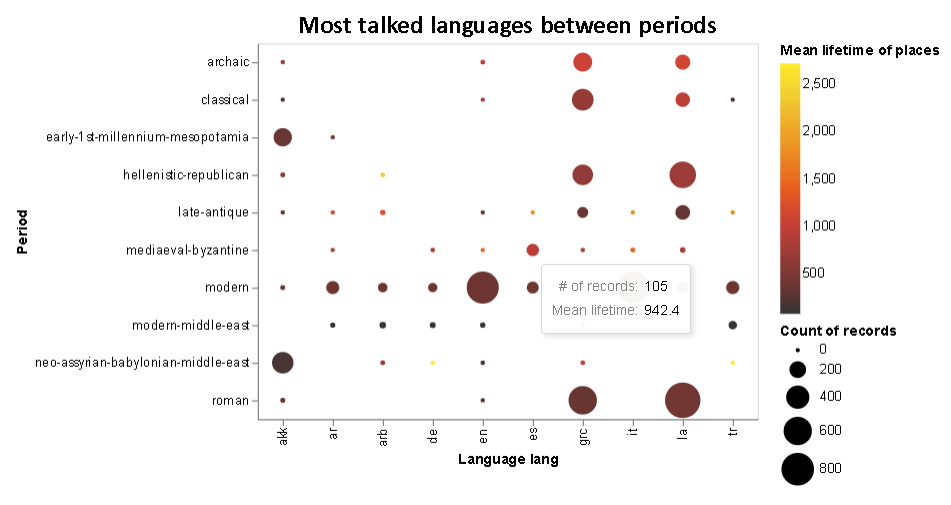 Most talked languages between periods
Mean lifetime of places
archaic
classical
early-1st-millennium-mesopotamia
hellenistic-republican
late-antique
mediaeval-byzantine
modern
modern-middle-east
neo-assyrian-babylonian-middle-east
roman
Period
2,500
2,000
1,500
1,000
500
# of records: 105
Mean lifetime: 942.4
Count of records
0
200
400
600
800
akk
ar
arb
de
en
es
grc
it
la
tr
Language lang